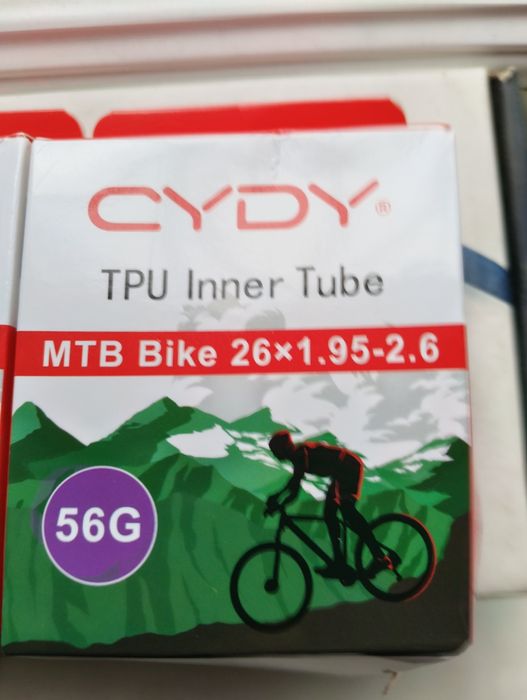 CYDY®
TPU Inner Tube
MTB Bike 26×1.95-2.6
56G